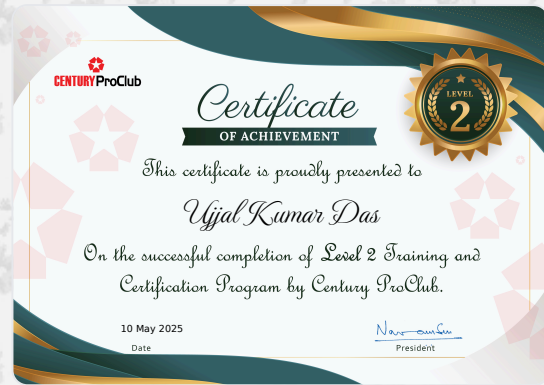 CENTURY ProClub
LEVEL
2
Certificate
OF ACHIEVEMENT
This certificate is proudly presented to
Ujjal Kumar Das
On the successful completion of Level 2 Training and
Certification Program by Century ProClub.
10 May 2025
Date
President